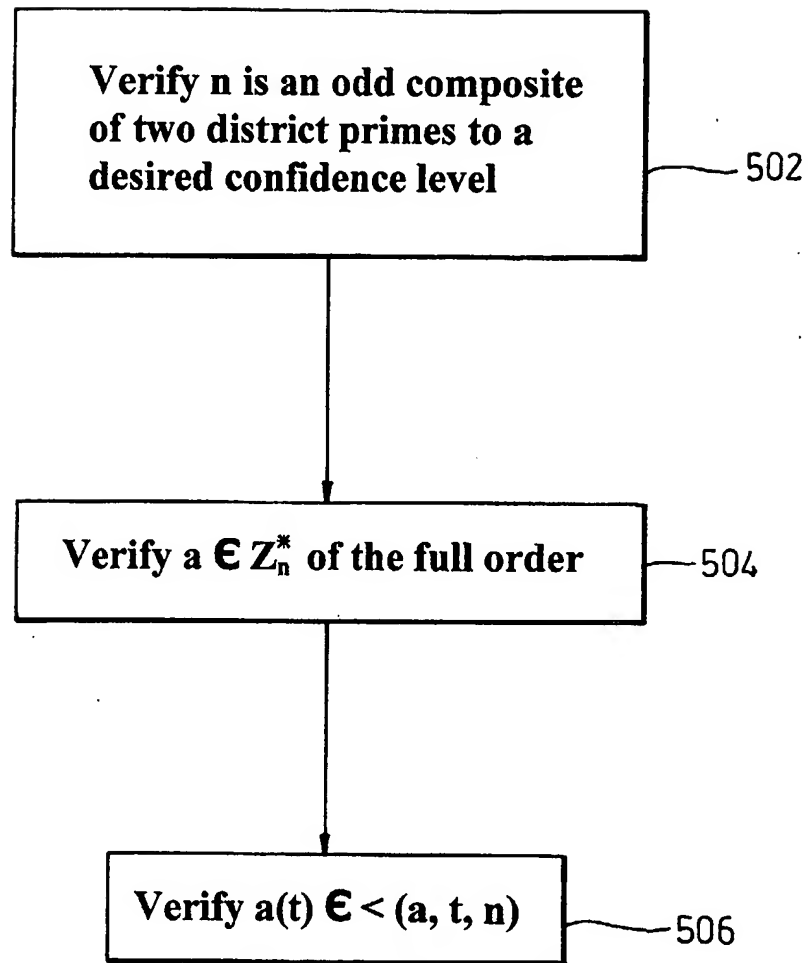 Verify n is an odd composite
of two district primes to a
desired confidence level
502
Verify a Є Z*n of the full order
504
Verify a(t) Є < (a, t, n)
506